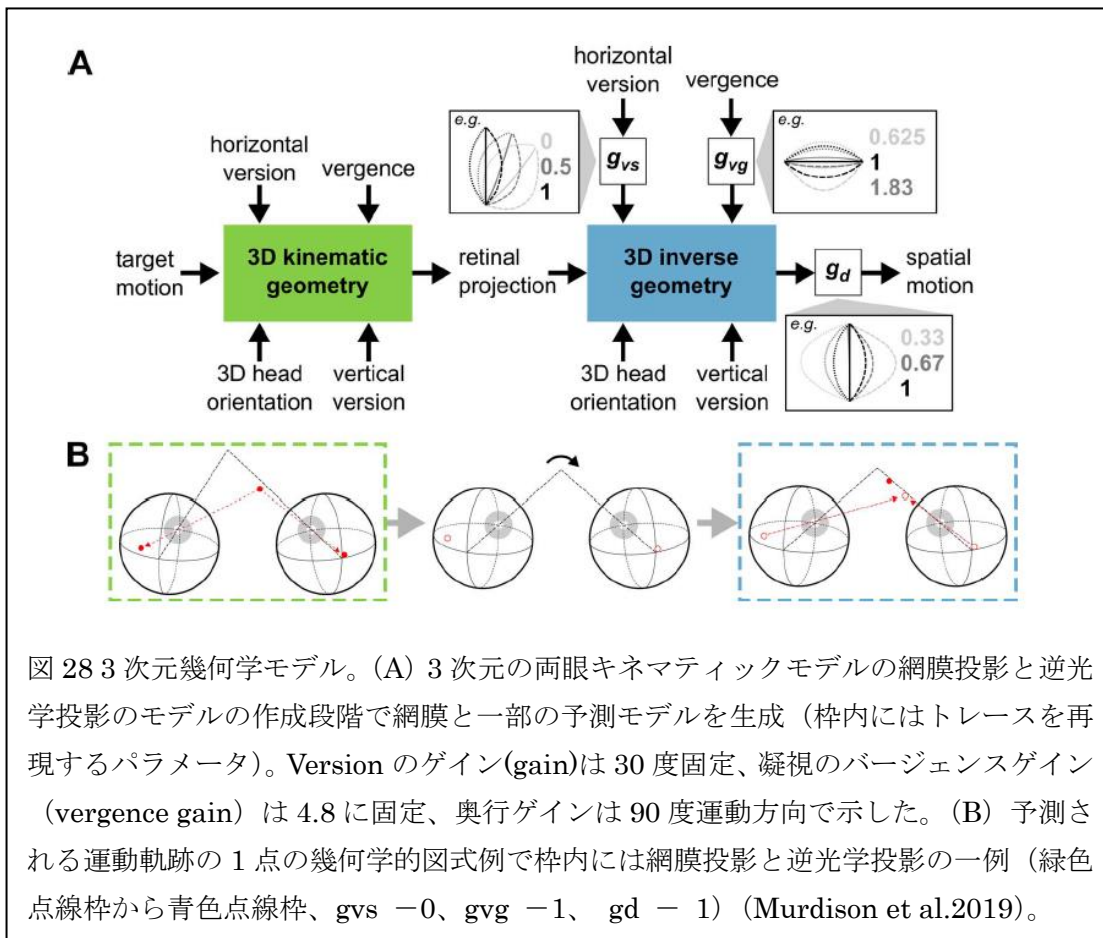 A
horizontal
version
vergence
e.g.
0
0.5
1
gvs
gvg
e.g.
0.625
1
1.83
horizontal
version
vergence
target
motion
3D kinematic
geometry
retinal
projection
3D inverse
geometry
gd
spatial
motion
3D head
orientation
vertical
version
3D head
orientation
vertical
version
e.g.
0.33
0.67
1
B
図 28 3 次元幾何学モデル。(A) 3 次元の両眼キネマティックモデルの網膜投影と逆光
学投影のモデルの作成段階で網膜と一部の予測モデルを生成（枠内にはトレースを再
現するパラメータ）。Version のゲイン(gain)は 30 度固定、凝視のバージェンスゲイン
（vergence gain）は 4.8 に固定、奥行ゲインは 90 度運動方向で示した。(B) 予測さ
れる運動軌跡の 1 点の幾何学的図式例で枠内には網膜投影と逆光学投影の一例（緑色
点線枠から青色点線枠、gvs －0、gvg －1、 gd － 1）(Murdison et al.2019)。